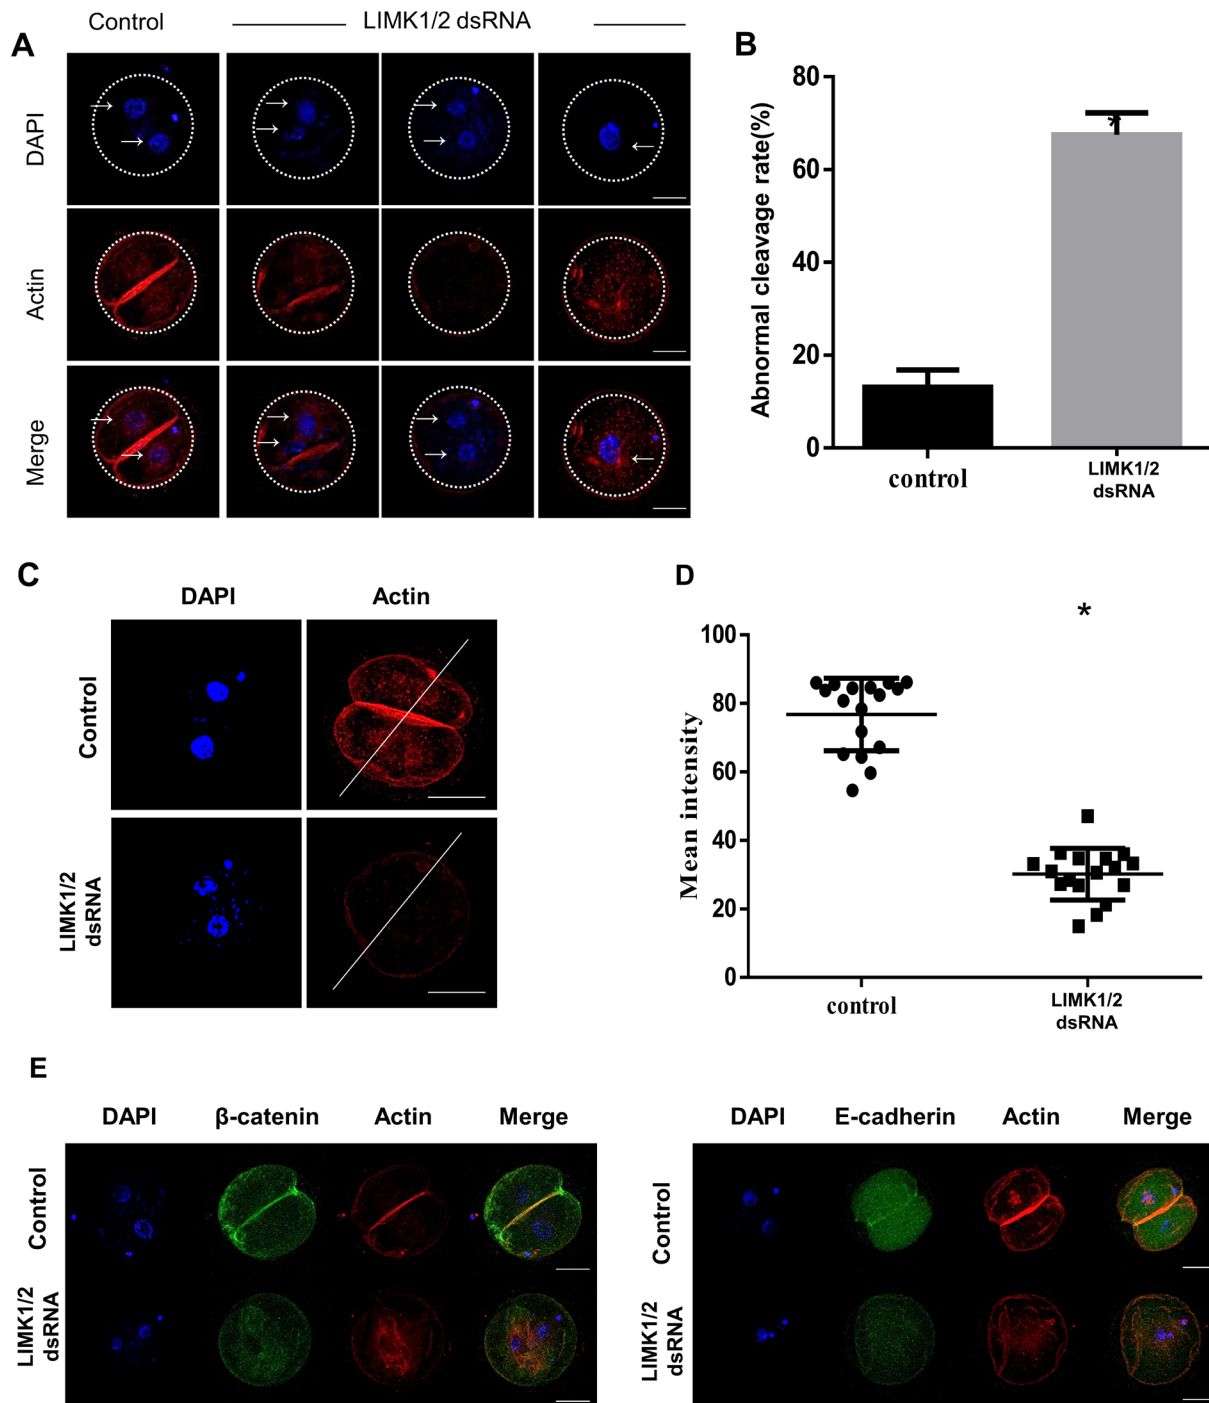 A
Control
LIMK1/2 dsRNA
DAPI
Actin
Merge
B
Abnormal cleavage rate(%)
80
60
40
20
0
*
control
LIMK1/2
dsRNA
C
DAPI
Actin
Control
LIMK1/2
dsRNA
D
*
Mean intensity
100
80
60
40
20
0
control
LIMK1/2
dsRNA
E
DAPI
β-catenin
Actin
Merge
Control
LIMK1/2
dsRNA
DAPI
E-cadherin
Actin
Merge
Control
LIMK1/2
dsRNA